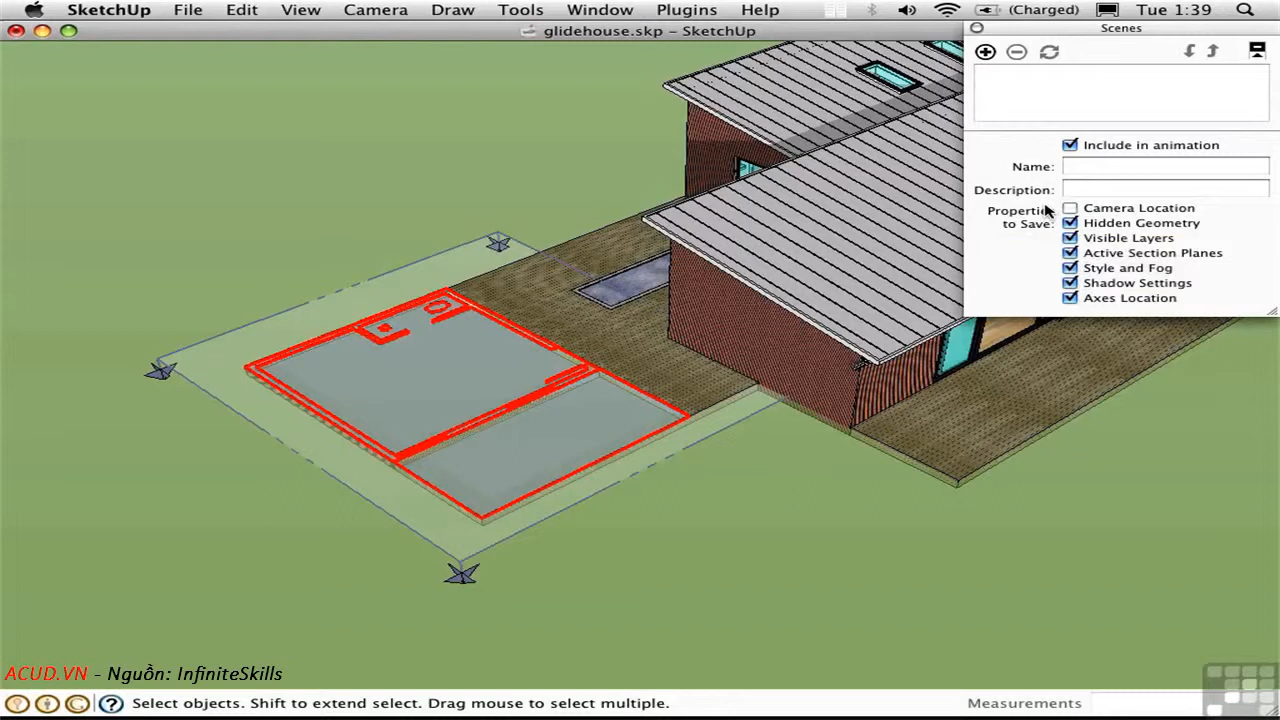 SketchUp File Edit View Camera Draw Tools Window Plugins Help (Charged) Tue 1:39
glidehouse.skp – SketchUp
Scenes
Include in animation
Name:
Description:
Properti
to Save:
Camera Location
Hidden Geometry
Visible Layers
Active Section Planes
Style and Fog
Shadow Settings
Axes Location
ACUD.VN - Nguồn: InfiniteSkills
Select objects. Shift to extend select. Drag mouse to select multiple.
Measurements